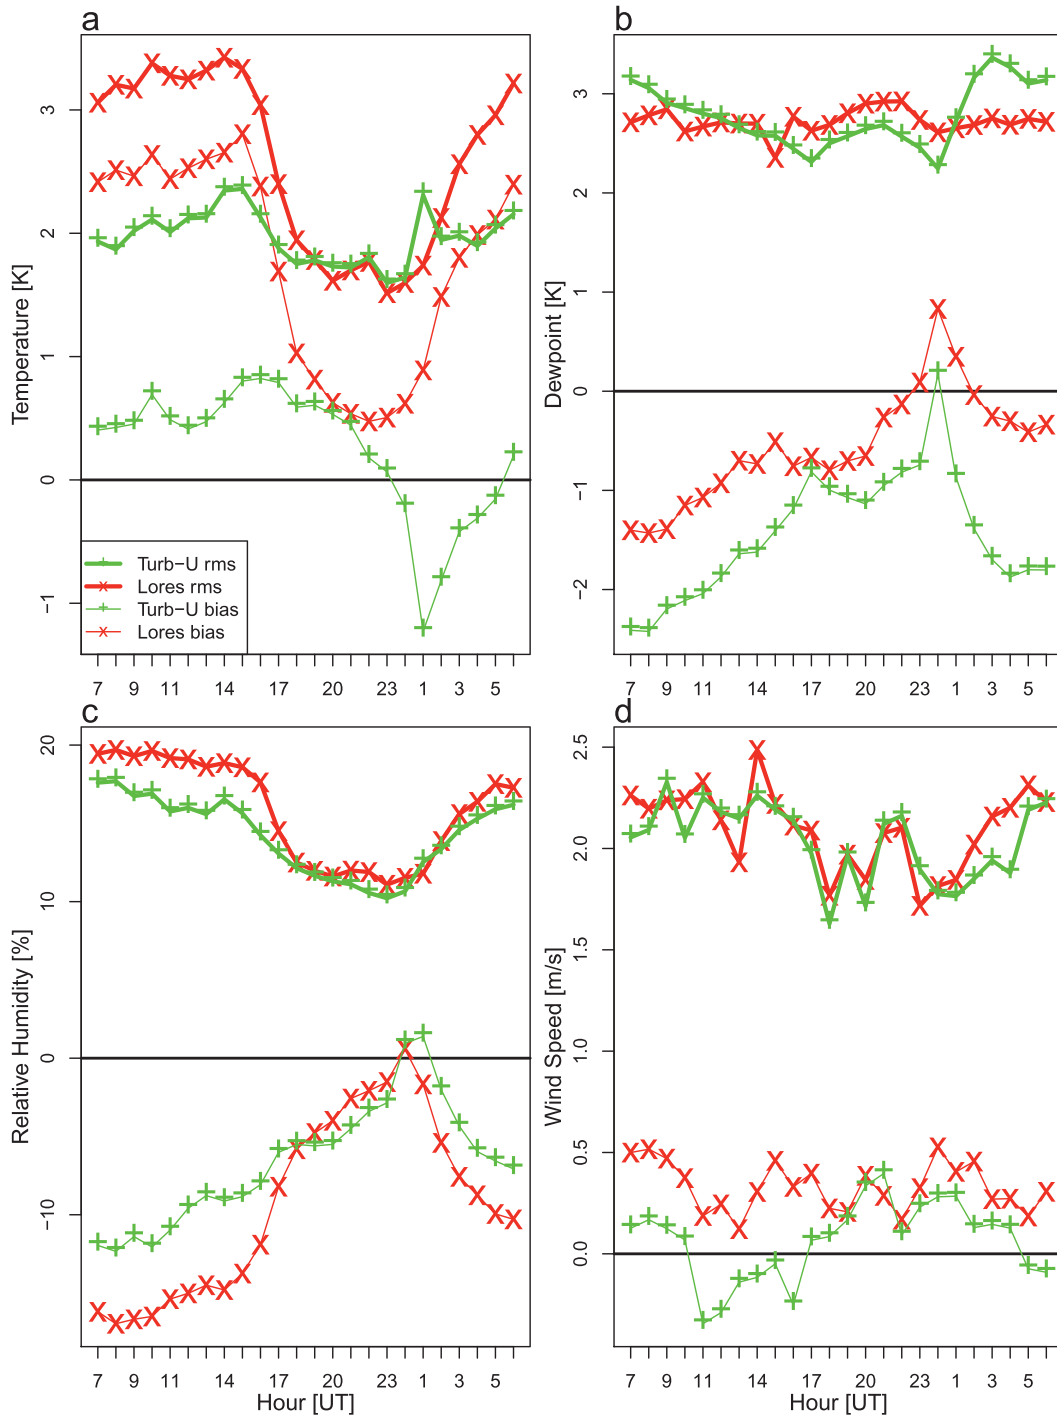 a
Temperature [K]
3
2
1
0
−1
Turb−U rms
Lores rms
Turb−U bias
Lores bias
7 9 11 14 17 20 23 1 3 5
b
Dewpoint [K]
3
2
1
0
−1
−2
7 9 11 14 17 20 23 1 3 5
c
Relative Humidity [%]
20
10
0
−10
7 9 11 14 17 20 23 1 3 5
Hour [UT]
d
Wind Speed [m/s]
2.5
2.0
1.5
1.0
0.5
0.0
7 9 11 14 17 20 23 1 3 5
Hour [UT]